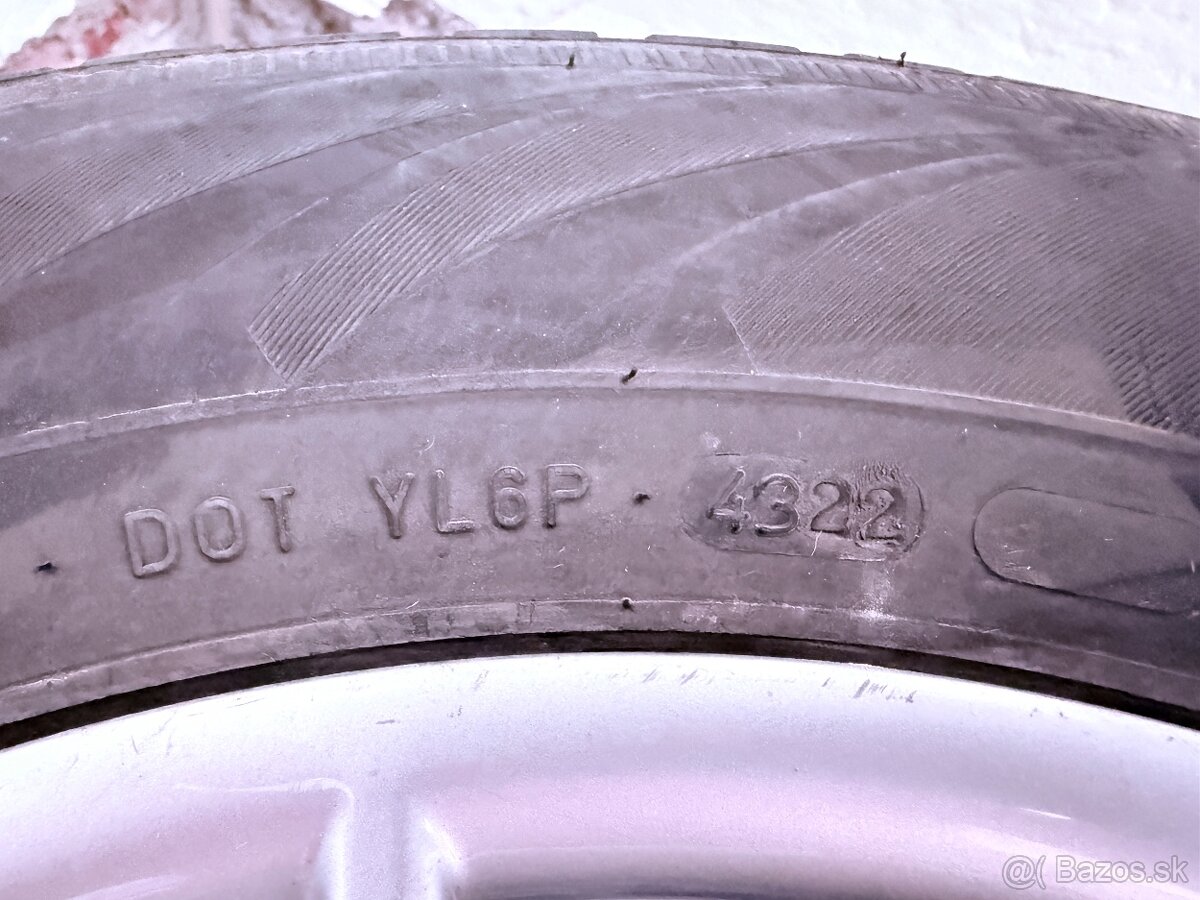 DOT YL6P · 4322
@( Bazos.sk